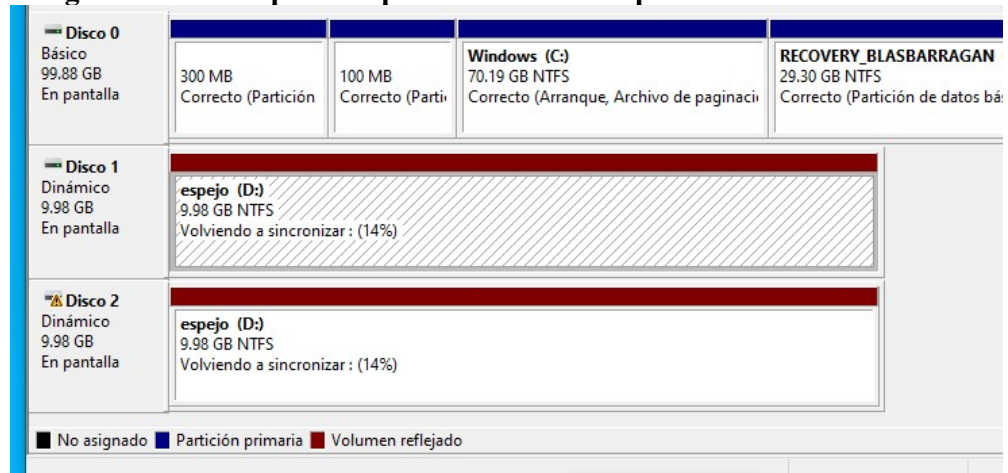 Disco 0
Básico
99.88 GB
En pantalla
300 MB
Correcto (Partición
100 MB
Correcto (Parti
Windows (C:)
70.19 GB NTFS
Correcto (Arranque, Archivo de paginaci
RECOVERY_BLASBARRAGAN
29.30 GB NTFS
Correcto (Partición de datos bás
Disco 1
Dinámico
9.98 GB
En pantalla
espejo (D:)
9.98 GB NTFS
Volviendo a sincronizar : (14%)
Disco 2
Dinámico
9.98 GB
En pantalla
espejo (D:)
9.98 GB NTFS
Volviendo a sincronizar : (14%)
No asignado Partición primaria Volumen reflejado